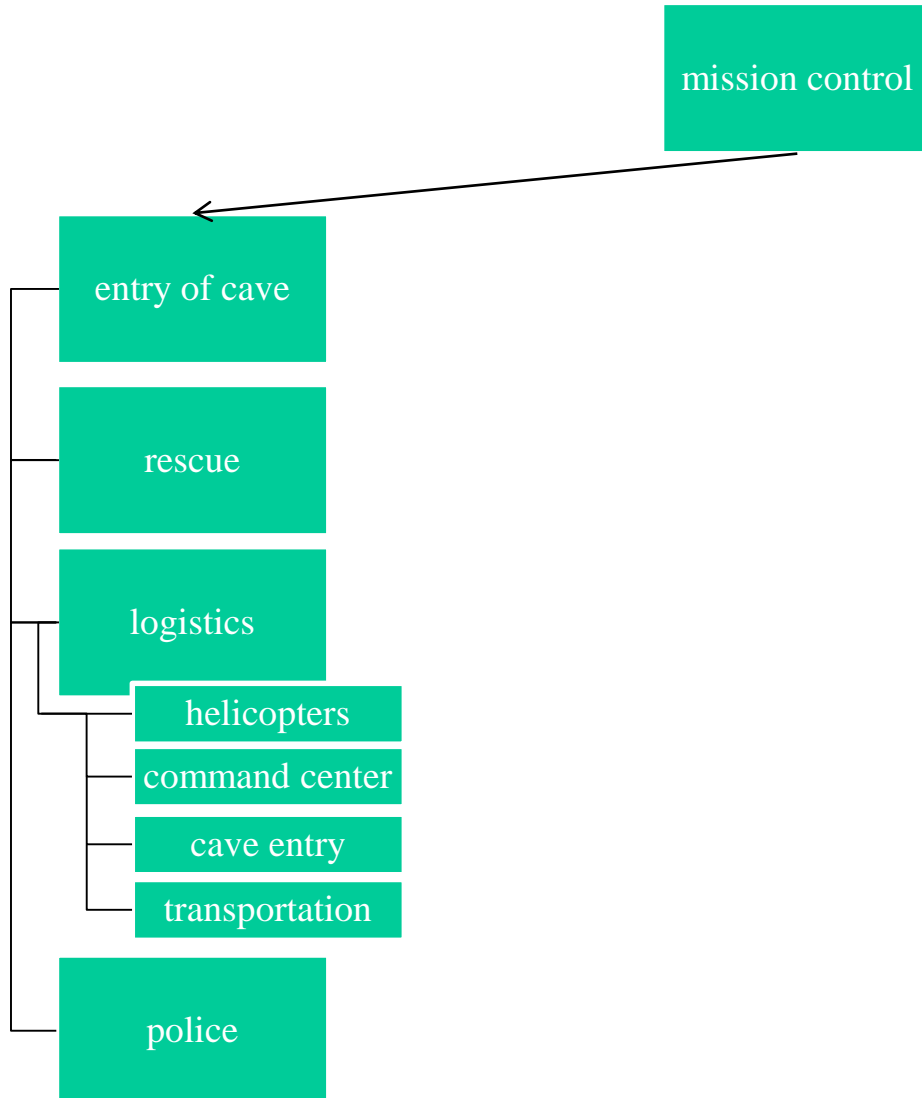 mission control
entry of cave
rescue
logistics
helicopters
command center
cave entry
transportation
police